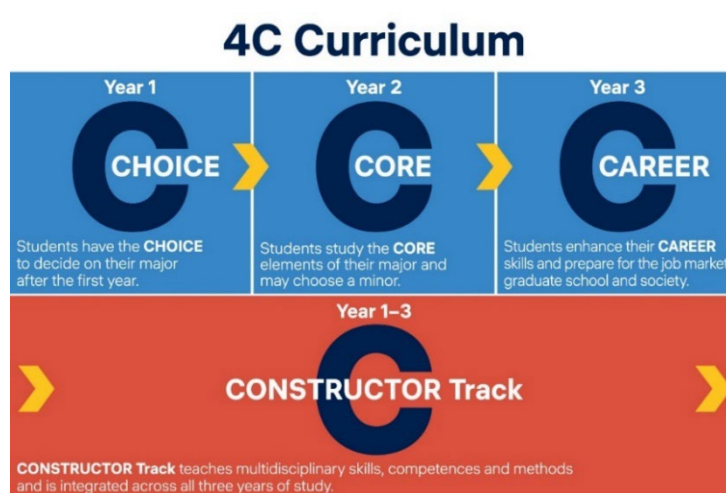 4C Curriculum
Year 1
C
CHOICE
Students have the CHOICE
to decide on their major
after the first year.
Year 2
C
CORE
Students study the CORE
elements of their major and
may choose a minor.
Year 3
C
CAREER
Students enhance their CAREER
skills and prepare for the job market
graduate school and society.
Year 1–3
C
CONSTRUCTOR Track
CONSTRUCTOR Track teaches multidisciplinary skills, competences and methods
and is integrated across all three years of study.